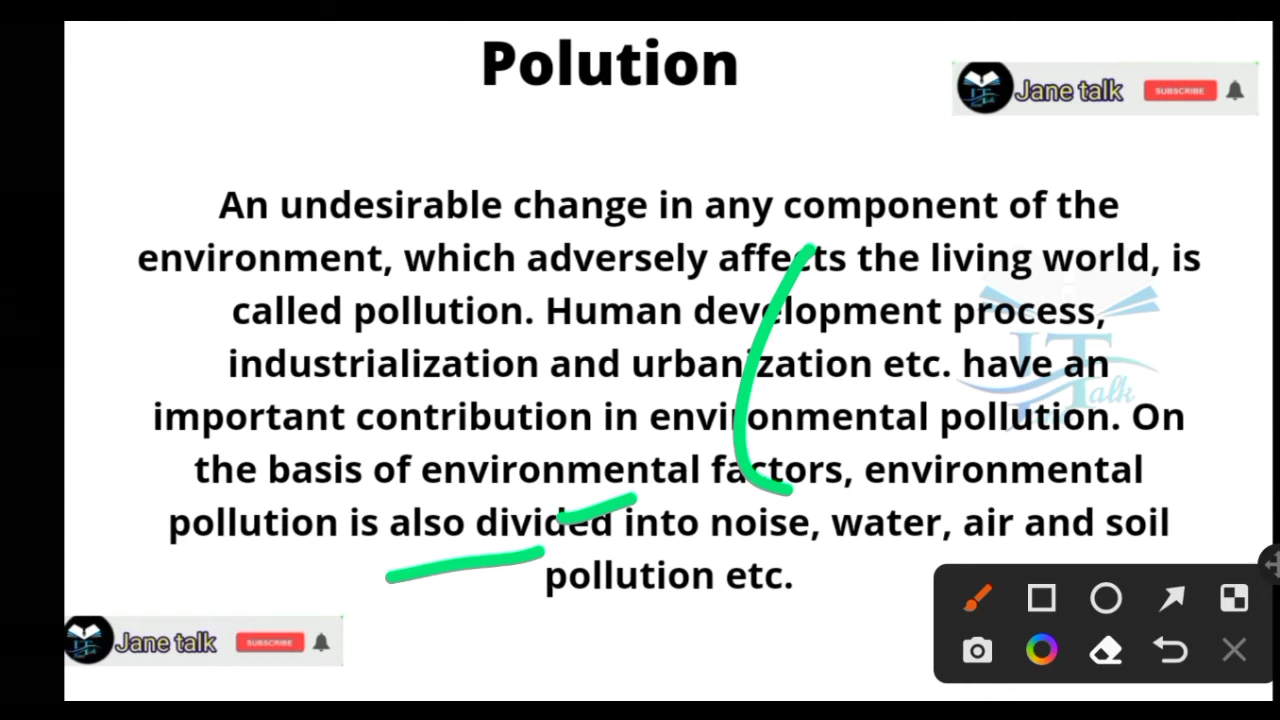 Polution
Jane talk SUBSCRIBE
An undesirable change in any component of the
environment, which adversely affects the living world, is
called pollution. Human development process,
industrialization and urbanization etc. have an
important contribution in environmental pollution. On
the basis of environmental factors, environmental
pollution is also divided into noise, water, air and soil
pollution etc.
JT
Talk
Jane talk SUBSCRIBE